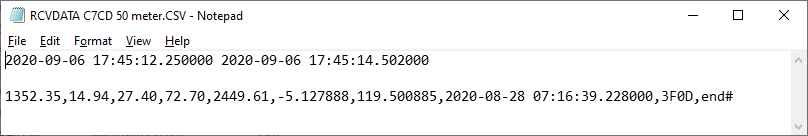 RCVDATA C7CD 50 meter.CSV - Notepad
File Edit Format View Help
2020-09-06 17:45:12.250000 2020-09-06 17:45:14.502000
1352.35,14.94,27.40,72.70,2449.61,-5.127888,119.500885,2020-08-28 07:16:39.228000,3F0D,end#